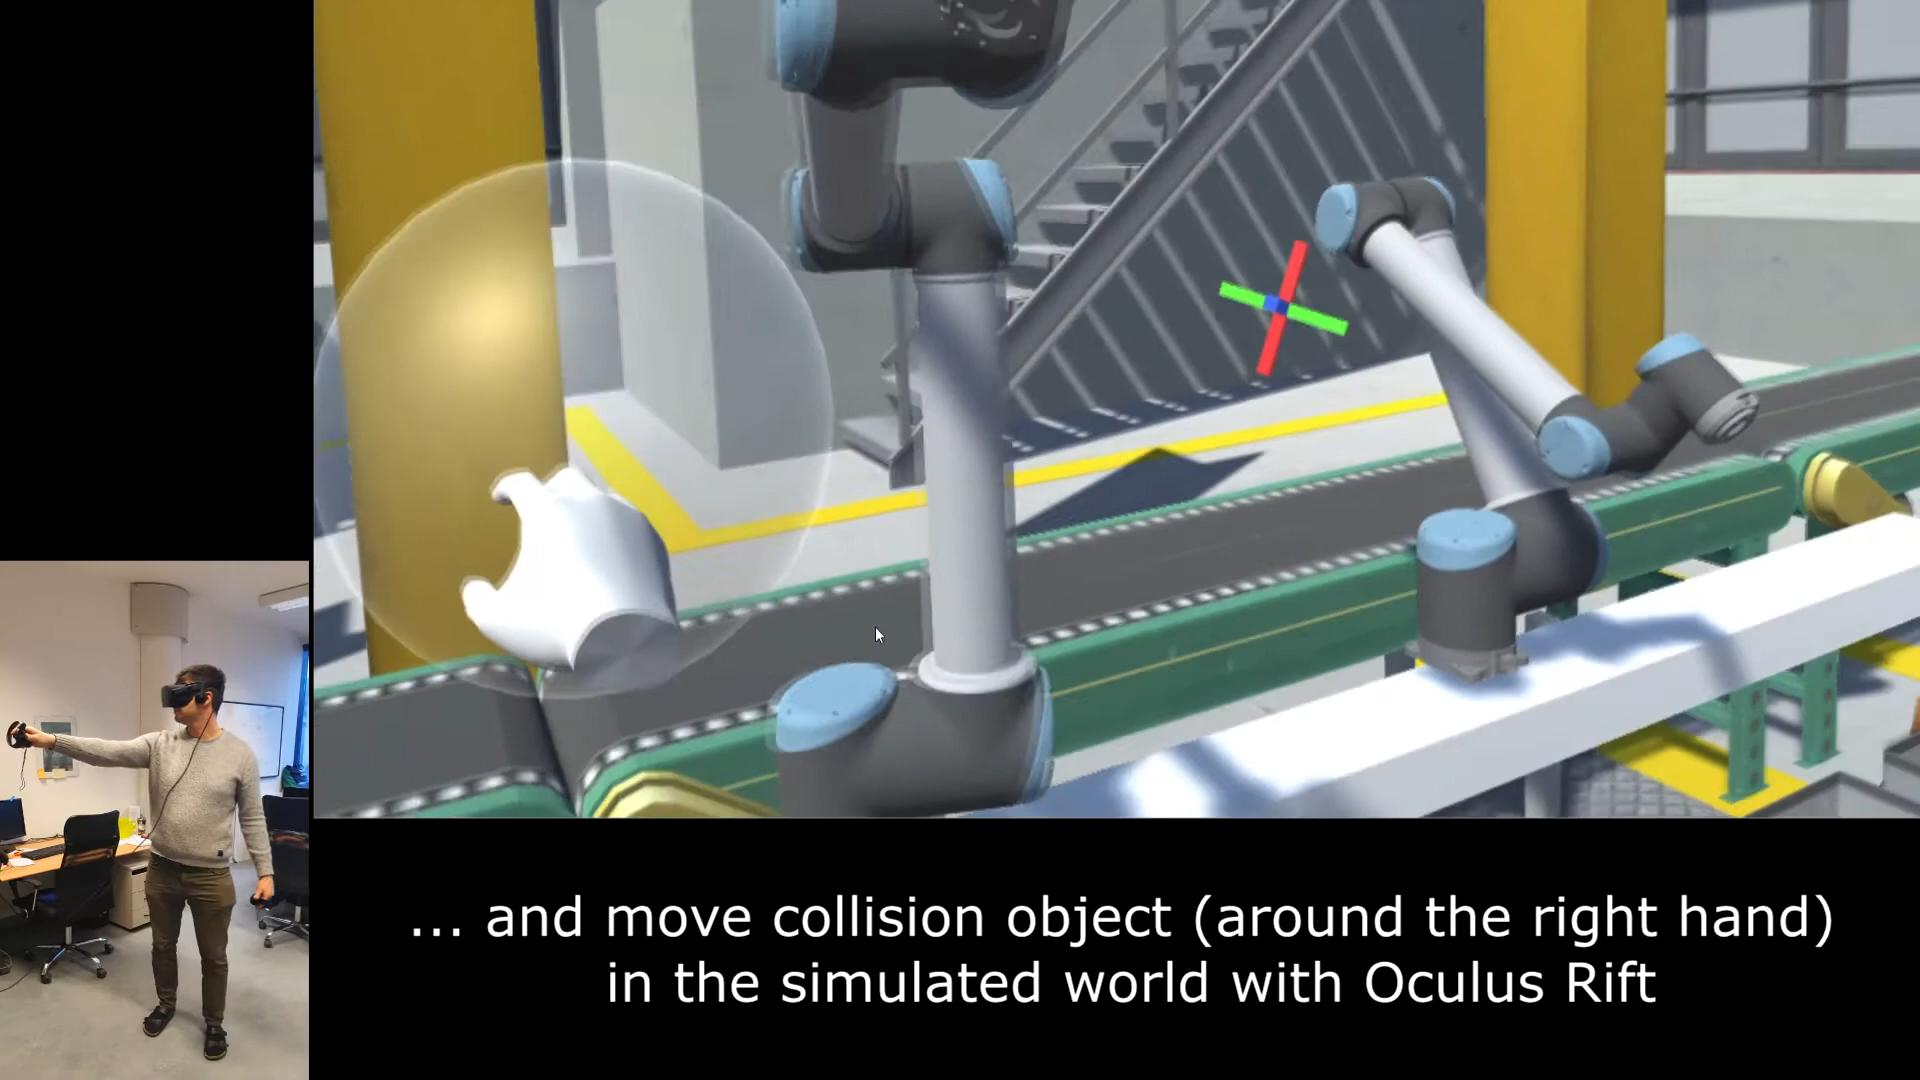 ... and move collision object (around the right hand)
in the simulated world with Oculus Rift